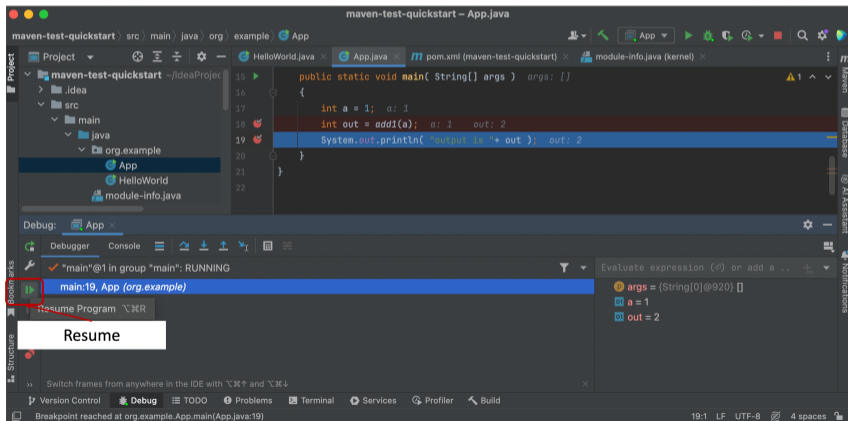 maven-test-quickstart – App.java
maven-test-quickstart › src › main › java › org › example › App
App
Project
HelloWorld.java
App.java
pom.xml (maven-test-quickstart)
module-info.java (kernel)
maven-test-quickstart ~/IdeaProjec
.idea
src
main
java
org.example
App
HelloWorld
module-info.java
15 public static void main( String[] args ) args: []
16 {
17 int a = 1; a: 1
18 int out = add1(a); a: 1 out: 2
19 System.out.println( "output is "+ out ); out: 2
20 }
21 }
22
1
Project
Bookmarks
Structure
Maven
Database
AI Assistant
Notifications
Debug: App
Debugger Console
"main"@1 in group "main": RUNNING
Evaluate expression (⏎) or add a ..
main:19, App (org.example)
args = {String[0]@920} []
a = 1
out = 2
Resume Program ⌥⌘R
Resume
Switch frames from anywhere in the IDE with ⌥⌘↑ and ⌥⌘↓
Version Control Debug TODO Problems Terminal Services Profiler Build
Breakpoint reached at org.example.App.main(App.java:19)
19:1 LF UTF-8 4 spaces